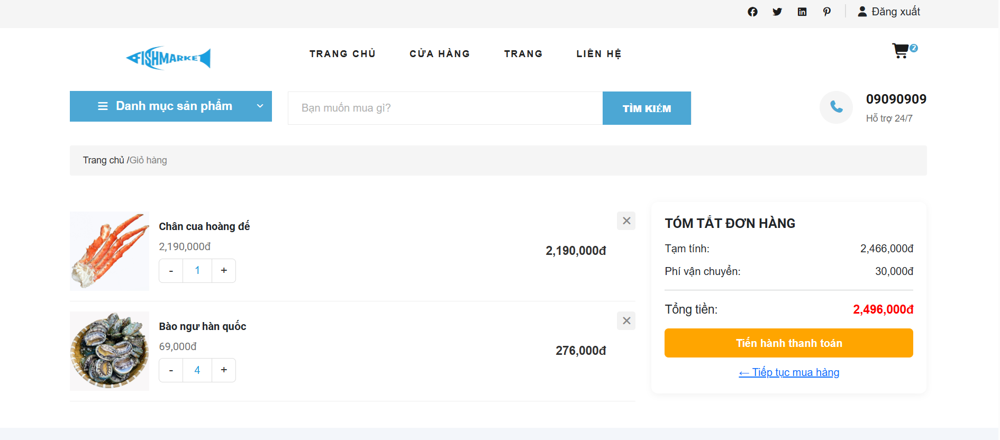 Đăng xuất
FISHMARKET
TRANG CHỦ
CỬA HÀNG
TRANG
LIÊN HỆ
2
Danh mục sản phẩm
Bạn muốn mua gì?
TÌM KIẾM
09090909
Hỗ trợ 24/7
Trang chủ /Giỏ hàng
Chân cua hoàng đế
2,190,000đ
- 1 +
2,190,000đ
Bào ngư hàn quốc
69,000đ
- 4 +
276,000đ
TÓM TẮT ĐƠN HÀNG
Tạm tính: 2,466,000đ
Phí vận chuyển: 30,000đ
Tổng tiền: 2,496,000đ
Tiến hành thanh toán
← Tiếp tục mua hàng